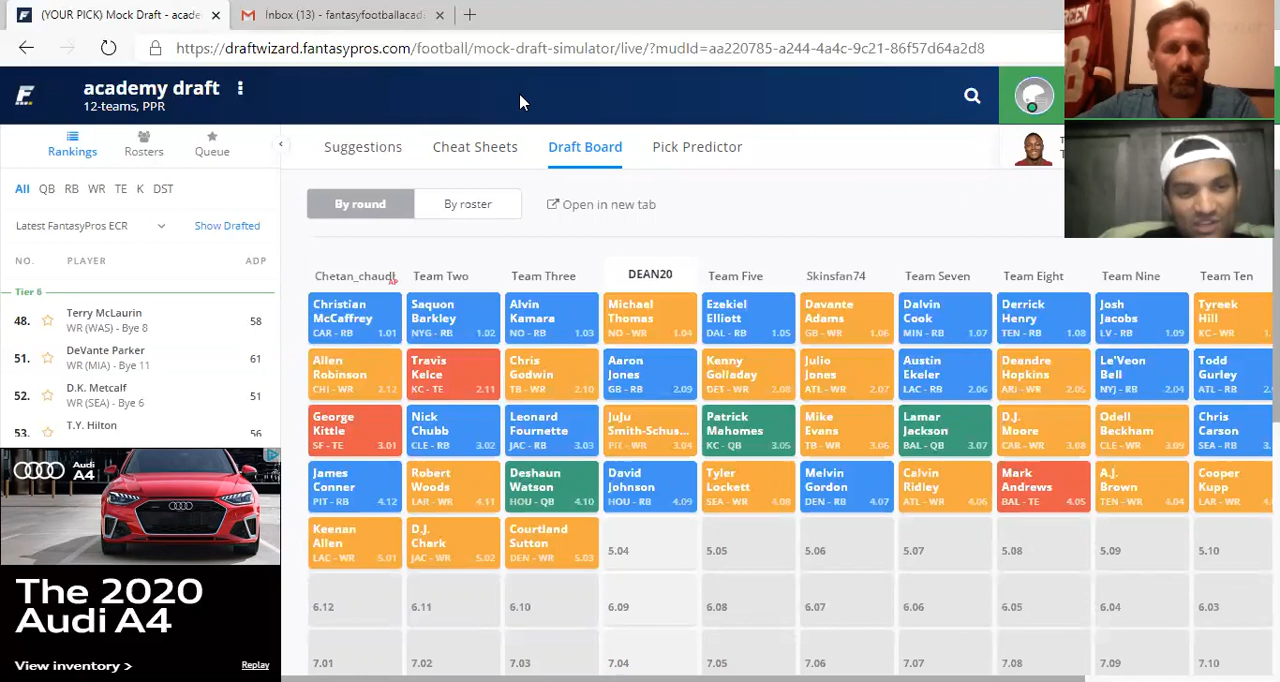 (YOUR PICK) Mock Draft - acade
Inbox (13) - fantasyfootballacad
https://draftwizard.fantasypros.com/football/mock-draft-simulator/live/?mudId=aa220785-a244-4a4c-9c21-86f57d64a2d8
academy draft
12-teams, PPR
Rankings Rosters Queue
Suggestions Cheat Sheets Draft Board Pick Predictor
All QB RB WR TE K DST
By round By roster Open in new tab
Latest FantasyPros ECR Show Drafted
NO. PLAYER ADP
Tier 6
48. Terry McLaurin 58
WR (WAS) - Bye 8
51. DeVante Parker 61
WR (MIA) - Bye 11
52. D.K. Metcalf 51
WR (SEA) - Bye 6
53. T.Y. Hilton 56
Audi A4
The 2020
Audi A4
View inventory > Replay
Team Two Team Three DEAN20 Team Five Skinsfan74 Team Seven Team Eight Team Nine Team Ten
Christian Saquon Alvin Michael Ezekiel Davante Dalvin Derrick Josh Tyreek
McCaffrey Barkley Kamara Thomas Elliott Adams Cook Henry Jacobs Hill
CAR - RB 1.01 NYG - RB 1.02 NO - RB 1.03 NO - WR 1.04 DAL - RB 1.05 GB - WR 1.06 MIN - RB 1.07 TEN - RB 1.08 LV - RB 1.09 KC - WR
Allen Travis Chris Aaron Kenny Julio Austin Deandre Le'Veon Todd
Robinson Kelce Godwin Jones Golladay Jones Ekeler Hopkins Bell Gurley
CHI - WR 2.12 KC - TE 2.11 TB - WR 2.10 GB - RB 2.09 DET - WR 2.08 ATL - WR 2.07 LAC - RB 2.06 ARI - WR 2.05 NYJ - RB 2.04 ATL - RB
George Nick Leonard JuJu Patrick Mike Lamar D.J. Odell Chris
Kittle Chubb Fournette Smith-Schus... Mahomes Evans Jackson Moore Beckham Carson
SF - TE 3.01 CLE - RB 3.02 JAC - RB 3.03 PIT - WR 3.04 KC - QB 3.05 TB - WR 3.06 BAL - QB 3.07 CAR - WR 3.08 CLE - WR 3.09 SEA - RB
James Robert Deshaun David Tyler Melvin Calvin Mark A.J. Cooper
Conner Woods Watson Johnson Lockett Gordon Ridley Andrews Brown Kupp
PIT - RB 4.12 LAR - WR 4.11 HOU - QB 4.10 HOU - RB 4.09 SEA - WR 4.08 DEN - RB 4.07 ATL - WR 4.06 BAL - TE 4.05 TEN - WR 4.04 LAR - WR
Keenan D.J. Courtland
Allen Chark Sutton
LAC - WR 5.01 JAC - WR 5.02 DEN - WR 5.03 5.04 5.05 5.06 5.07 5.08 5.09 5.10
6.12 6.11 6.10 6.09 6.08 6.07 6.06 6.05 6.04 6.03
7.01 7.02 7.03 7.04 7.05 7.06 7.07 7.08 7.09 7.10